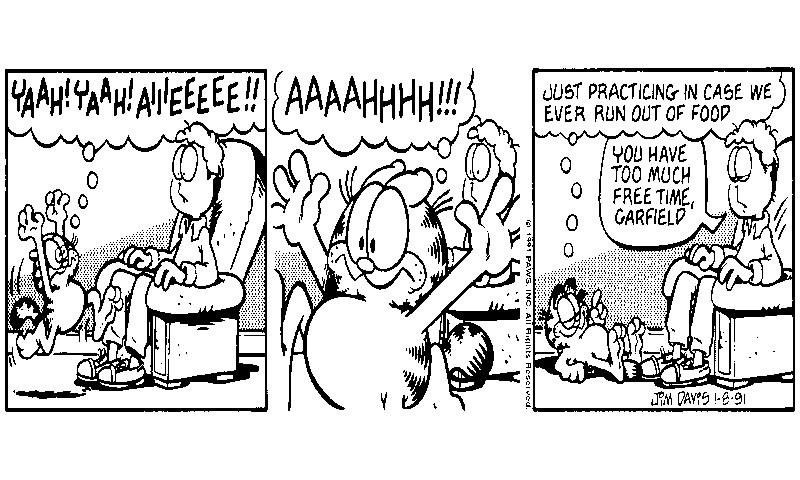 YAAH! YAAH! AIIEEEEE!!
AAAAHHHH!!!
© 1991 PAWS, INC. All Rights Reserved.
JUST PRACTICING IN CASE WE
EVER RUN OUT OF FOOD
YOU HAVE
TOO MUCH
FREE TIME,
GARFIELD
JIM DAVIS 1-8-91